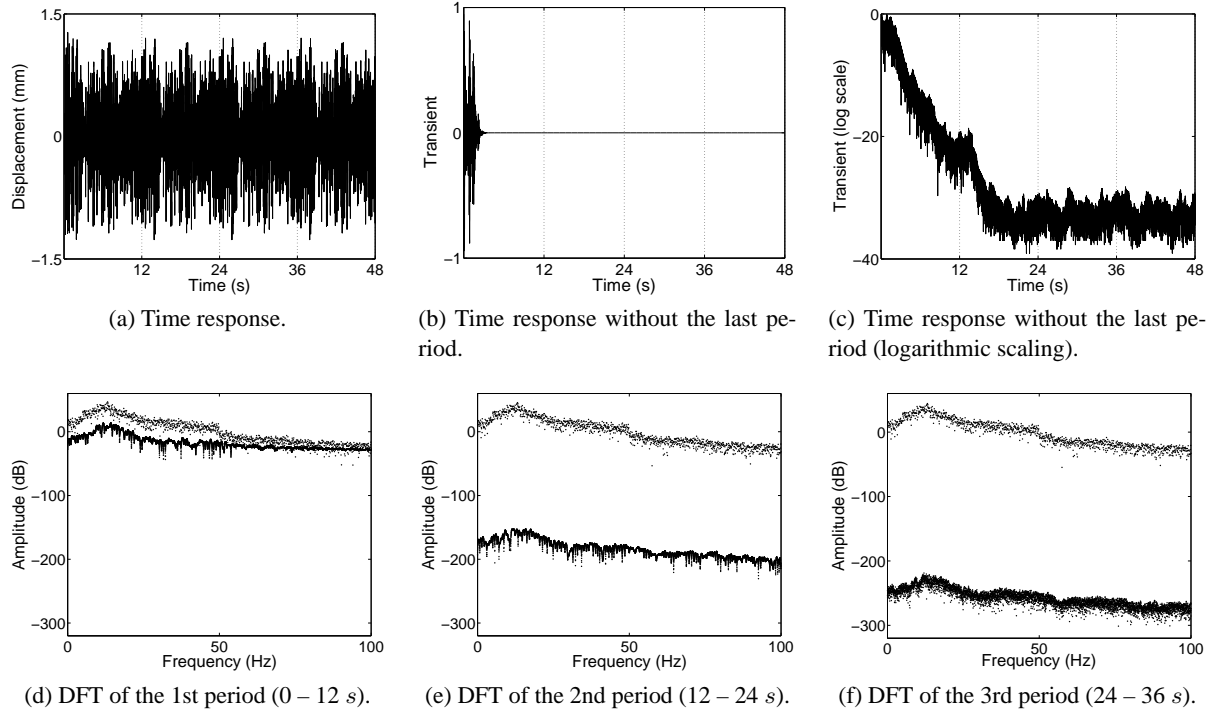 1.5
0
−1.5
12 24 36 48
Displacement (mm)
Time (s)
(a) Time response.
1
0
−1
12 24 36 48
Transient
Time (s)
(b) Time response without the last pe-
riod.
0
−20
−40
12 24 36 48
Transient (log scale)
Time (s)
(c) Time response without the last pe-
riod (logarithmic scaling).
0
−100
−200
−300
0 50 100
Amplitude (dB)
Frequency (Hz)
(d) DFT of the 1st period (0 – 12 s).
0
−100
−200
−300
0 50 100
Amplitude (dB)
Frequency (Hz)
(e) DFT of the 2nd period (12 – 24 s).
0
−100
−200
−300
0 50 100
Amplitude (dB)
Frequency (Hz)
(f) DFT of the 3rd period (24 – 36 s).